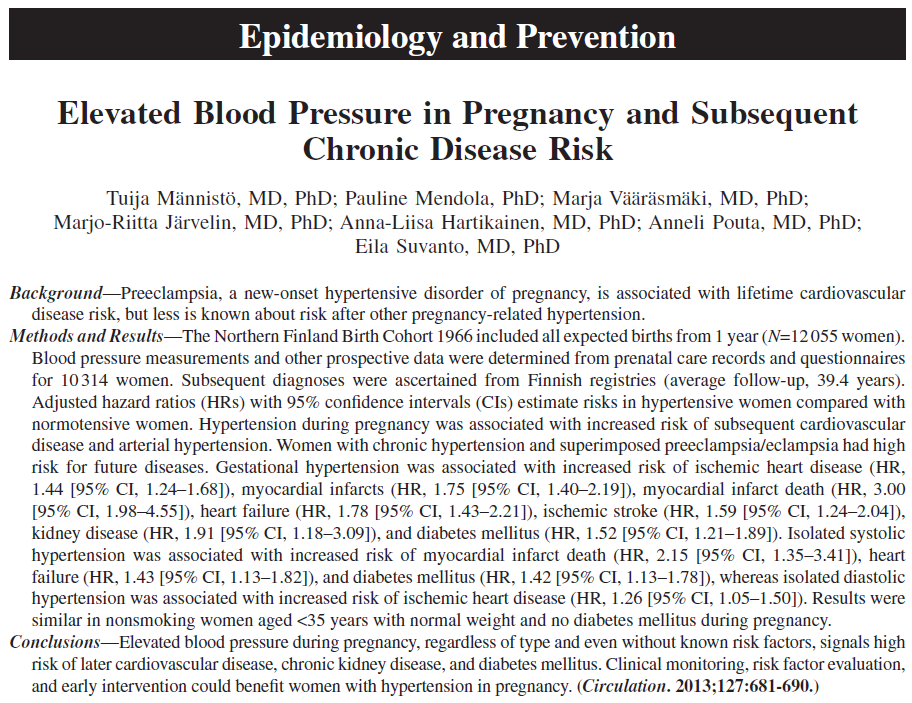 Epidemiology and Prevention
Elevated Blood Pressure in Pregnancy and Subsequent
Chronic Disease Risk
Tuija Männistö, MD, PhD; Pauline Mendola, PhD; Marja Vääräsmäki, MD, PhD;
Marjo-Riitta Järvelin, MD, PhD; Anna-Liisa Hartikainen, MD, PhD; Anneli Pouta, MD, PhD;
Eila Suvanto, MD, PhD
Background—Preeclampsia, a new-onset hypertensive disorder of pregnancy, is associated with lifetime cardiovascular
disease risk, but less is known about risk after other pregnancy-related hypertension.
Methods and Results—The Northern Finland Birth Cohort 1966 included all expected births from 1 year (N=12 055 women).
Blood pressure measurements and other prospective data were determined from prenatal care records and questionnaires
for 10 314 women. Subsequent diagnoses were ascertained from Finnish registries (average follow-up, 39.4 years).
Adjusted hazard ratios (HRs) with 95% confidence intervals (CIs) estimate risks in hypertensive women compared with
normotensive women. Hypertension during pregnancy was associated with increased risk of subsequent cardiovascular
disease and arterial hypertension. Women with chronic hypertension and superimposed preeclampsia/eclampsia had high
risk for future diseases. Gestational hypertension was associated with increased risk of ischemic heart disease (HR,
1.44 [95% CI, 1.24–1.68]), myocardial infarcts (HR, 1.75 [95% CI, 1.40–2.19]), myocardial infarct death (HR, 3.00
[95% CI, 1.98–4.55]), heart failure (HR, 1.78 [95% CI, 1.43–2.21]), ischemic stroke (HR, 1.59 [95% CI, 1.24–2.04]),
kidney disease (HR, 1.91 [95% CI, 1.18–3.09]), and diabetes mellitus (HR, 1.52 [95% CI, 1.21–1.89]). Isolated systolic
hypertension was associated with increased risk of myocardial infarct death (HR, 2.15 [95% CI, 1.35–3.41]), heart
failure (HR, 1.43 [95% CI, 1.13–1.82]), and diabetes mellitus (HR, 1.42 [95% CI, 1.13–1.78]), whereas isolated diastolic
hypertension was associated with increased risk of ischemic heart disease (HR, 1.26 [95% CI, 1.05–1.50]). Results were
similar in nonsmoking women aged <35 years with normal weight and no diabetes mellitus during pregnancy.
Conclusions—Elevated blood pressure during pregnancy, regardless of type and even without known risk factors, signals high
risk of later cardiovascular disease, chronic kidney disease, and diabetes mellitus. Clinical monitoring, risk factor evaluation,
and early intervention could benefit women with hypertension in pregnancy. (Circulation. 2013;127:681-690.)